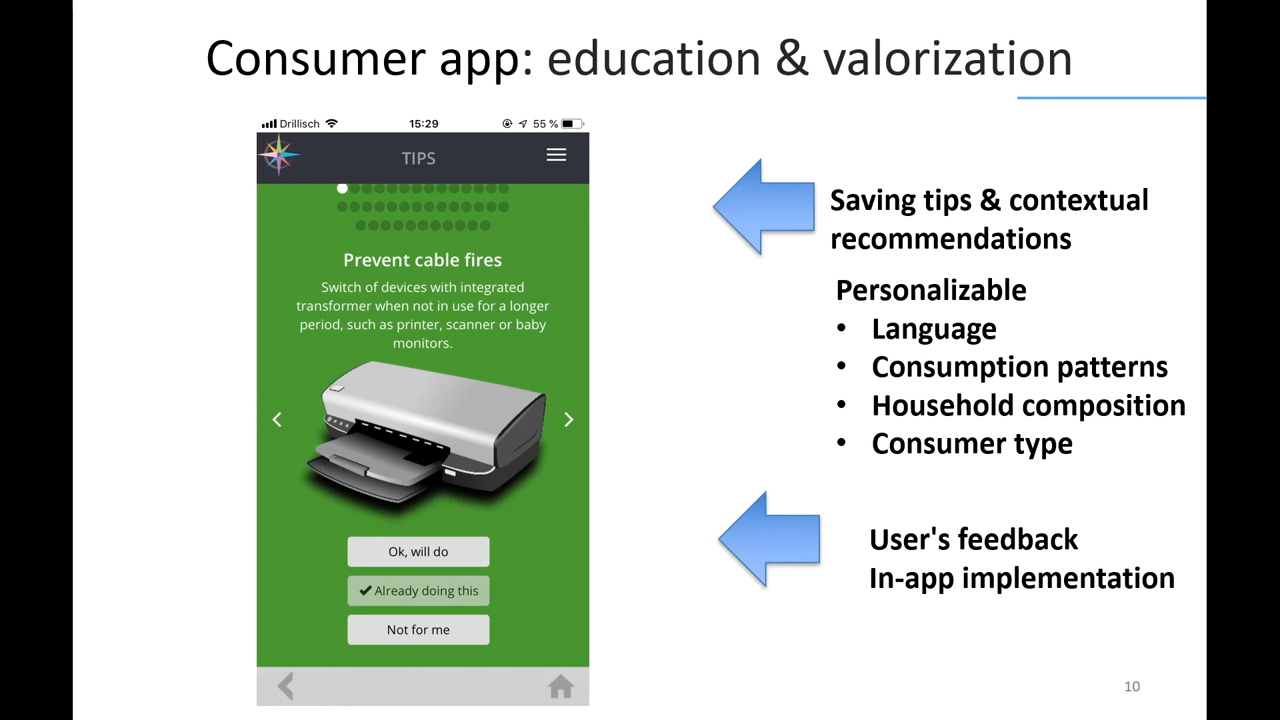 Consumer app: education & valorization
Drillisch 15:29 55 %
TIPS
Prevent cable fires
Switch of devices with integrated
transformer when not in use for a longer
period, such as printer, scanner or baby
monitors.
Ok, will do
Already doing this
Not for me
Saving tips & contextual
recommendations
Personalizable
• Language
• Consumption patterns
• Household composition
• Consumer type
User's feedback
In-app implementation
10